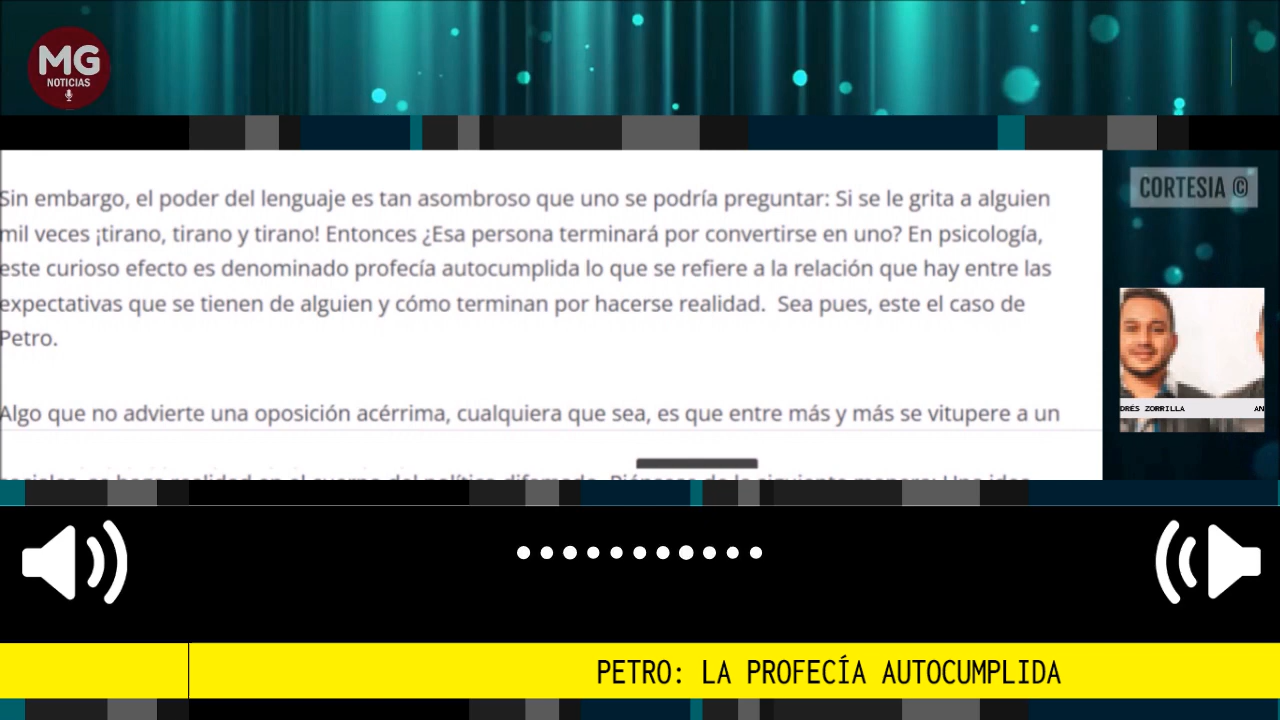 MG
NOTICIAS
CORTESIA ©
Sin embargo, el poder del lenguaje es tan asombroso que uno se podría preguntar: Si se le grita a alguien
mil veces ¡tirano, tirano y tirano! Entonces ¿Esa persona terminará por convertirse en uno? En psicología,
este curioso efecto es denominado profecía autocumplida lo que se refiere a la relación que hay entre las
expectativas que se tienen de alguien y cómo terminan por hacerse realidad.  Sea pues, este el caso de
Petro.
Algo que no advierte una oposición acérrima, cualquiera que sea, es que entre más y más se vitupere a un
DRÉS ZORRILLA AN
PETRO: LA PROFECÍA AUTOCUMPLIDA